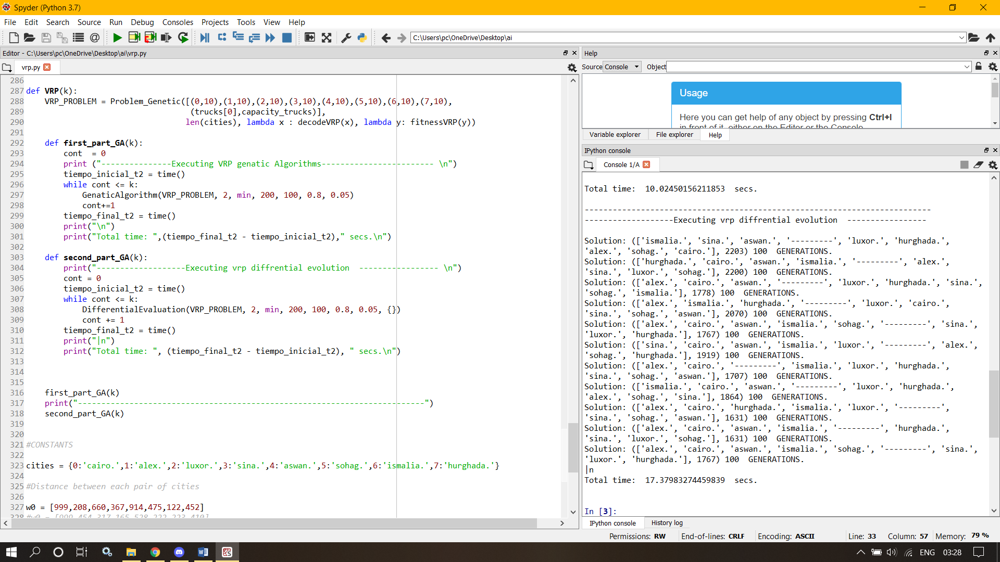 Spyder (Python 3.7)
File Edit Search Source Run Debug Consoles Projects Tools View Help
C:\Users\pc\OneDrive\Desktop\ai
Editor - C:\Users\pc\OneDrive\Desktop\ai\vrp.py
vrp.py
286
287 def VRP(k):
288     VRP_PROBLEM = Problem_Genetic([(0,10),(1,10),(2,10),(3,10),(4,10),(5,10),(6,10),(7,10),
289                                    (trucks[0],capacity_trucks)],
290                                   len(cities), lambda x : decodeVRP(x), lambda y: fitnessVRP(y))
291
292     def first_part_GA(k):
293         cont  = 0
294         print ("---------------Executing VRP genatic Algorithms------------------------ \n")
295         tiempo_inicial_t2 = time()
296         while cont <= k:
297             GenaticAlgorithm(VRP_PROBLEM, 2, min, 200, 100, 0.8, 0.05)
298             cont+=1
299         tiempo_final_t2 = time()
300         print("\n")
301         print("Total time: ",(tiempo_final_t2 - tiempo_inicial_t2)," secs.\n")
302
303     def second_part_GA(k):
304         print("-------------------Executing vrp diffrential evolution  ----------------- \n")
305         cont = 0
306         tiempo_inicial_t2 = time()
307         while cont <= k:
308             DifferentialEvaluation(VRP_PROBLEM, 2, min, 200, 100, 0.8, 0.05, {})
309             cont += 1
310         tiempo_final_t2 = time()
311         print("|n")
312         print("Total time: ", (tiempo_final_t2 - tiempo_inicial_t2), " secs.\n")
313
314
315
316     first_part_GA(k)
317     print("--------------------------------------------------------------------------")
318     second_part_GA(k)
319
320
321 #CONSTANTS
322
323 cities = {0:'cairo.',1:'alex.',2:'luxor.',3:'sina.',4:'aswan.',5:'sohag.',6:'ismalia.',7:'hurghada.'}
324
325 #Distance between each pair of cities
326
327 w0 = [999,208,660,367,914,475,122,452]
328 #w0 = [999,454,317,165,528,222,223,410]
Help
Source Console Object
Usage
Here you can get help of any object by pressing Ctrl+I
in front of it, either on the Editor or the Console.
Variable explorer File explorer Help
IPython console
Console 1/A
Total time:  10.02450156211853  secs.
--------------------------------------------------------------------------
-------------------Executing vrp diffrential evolution  -----------------
Solution: (['ismalia.', 'sina.', 'aswan.', '---------', 'luxor.', 'hurghada.',
'alex.', 'sohag.', 'cairo.'], 2203) 100  GENERATIONS.
Solution: (['hurghada.', 'cairo.', 'aswan.', 'ismalia.', '---------', 'alex.',
'sina.', 'luxor.', 'sohag.'], 2200) 100  GENERATIONS.
Solution: (['alex.', 'cairo.', 'aswan.', '---------', 'luxor.', 'hurghada.', 'sina.',
'sohag.', 'ismalia.'], 1778) 100  GENERATIONS.
Solution: (['alex.', 'ismalia.', 'hurghada.', '---------', 'luxor.', 'cairo.',
'sina.', 'sohag.', 'aswan.'], 2070) 100  GENERATIONS.
Solution: (['alex.', 'cairo.', 'aswan.', 'ismalia.', 'sohag.', '---------', 'sina.',
'luxor.', 'hurghada.'], 1767) 100  GENERATIONS.
Solution: (['sina.', 'cairo.', 'aswan.', 'ismalia.', 'luxor.', '---------', 'alex.',
'sohag.', 'hurghada.'], 1919) 100  GENERATIONS.
Solution: (['alex.', 'cairo.', '---------', 'ismalia.', 'luxor.', 'hurghada.',
'sina.', 'sohag.', 'aswan.'], 1707) 100  GENERATIONS.
Solution: (['ismalia.', 'cairo.', 'aswan.', '---------', 'luxor.', 'hurghada.',
'alex.', 'sohag.', 'sina.'], 1864) 100  GENERATIONS.
Solution: (['alex.', 'cairo.', 'hurghada.', 'ismalia.', 'luxor.', '---------',
'sina.', 'sohag.', 'aswan.'], 1631) 100  GENERATIONS.
Solution: (['alex.', 'cairo.', 'aswan.', 'ismalia.', '---------', 'hurghada.',
'sina.', 'luxor.', 'sohag.'], 1631) 100  GENERATIONS.
Solution: (['alex.', 'cairo.', 'aswan.', 'ismalia.', 'sohag.', '---------', 'sina.',
'luxor.', 'hurghada.'], 1767) 100  GENERATIONS.
|n
Total time:  17.37983274459839  secs.
In [3]:
IPython console History log
Permissions: RW End-of-lines: CRLF Encoding: ASCII Line: 33 Column: 57 Memory: 79 %
ENG 03:28